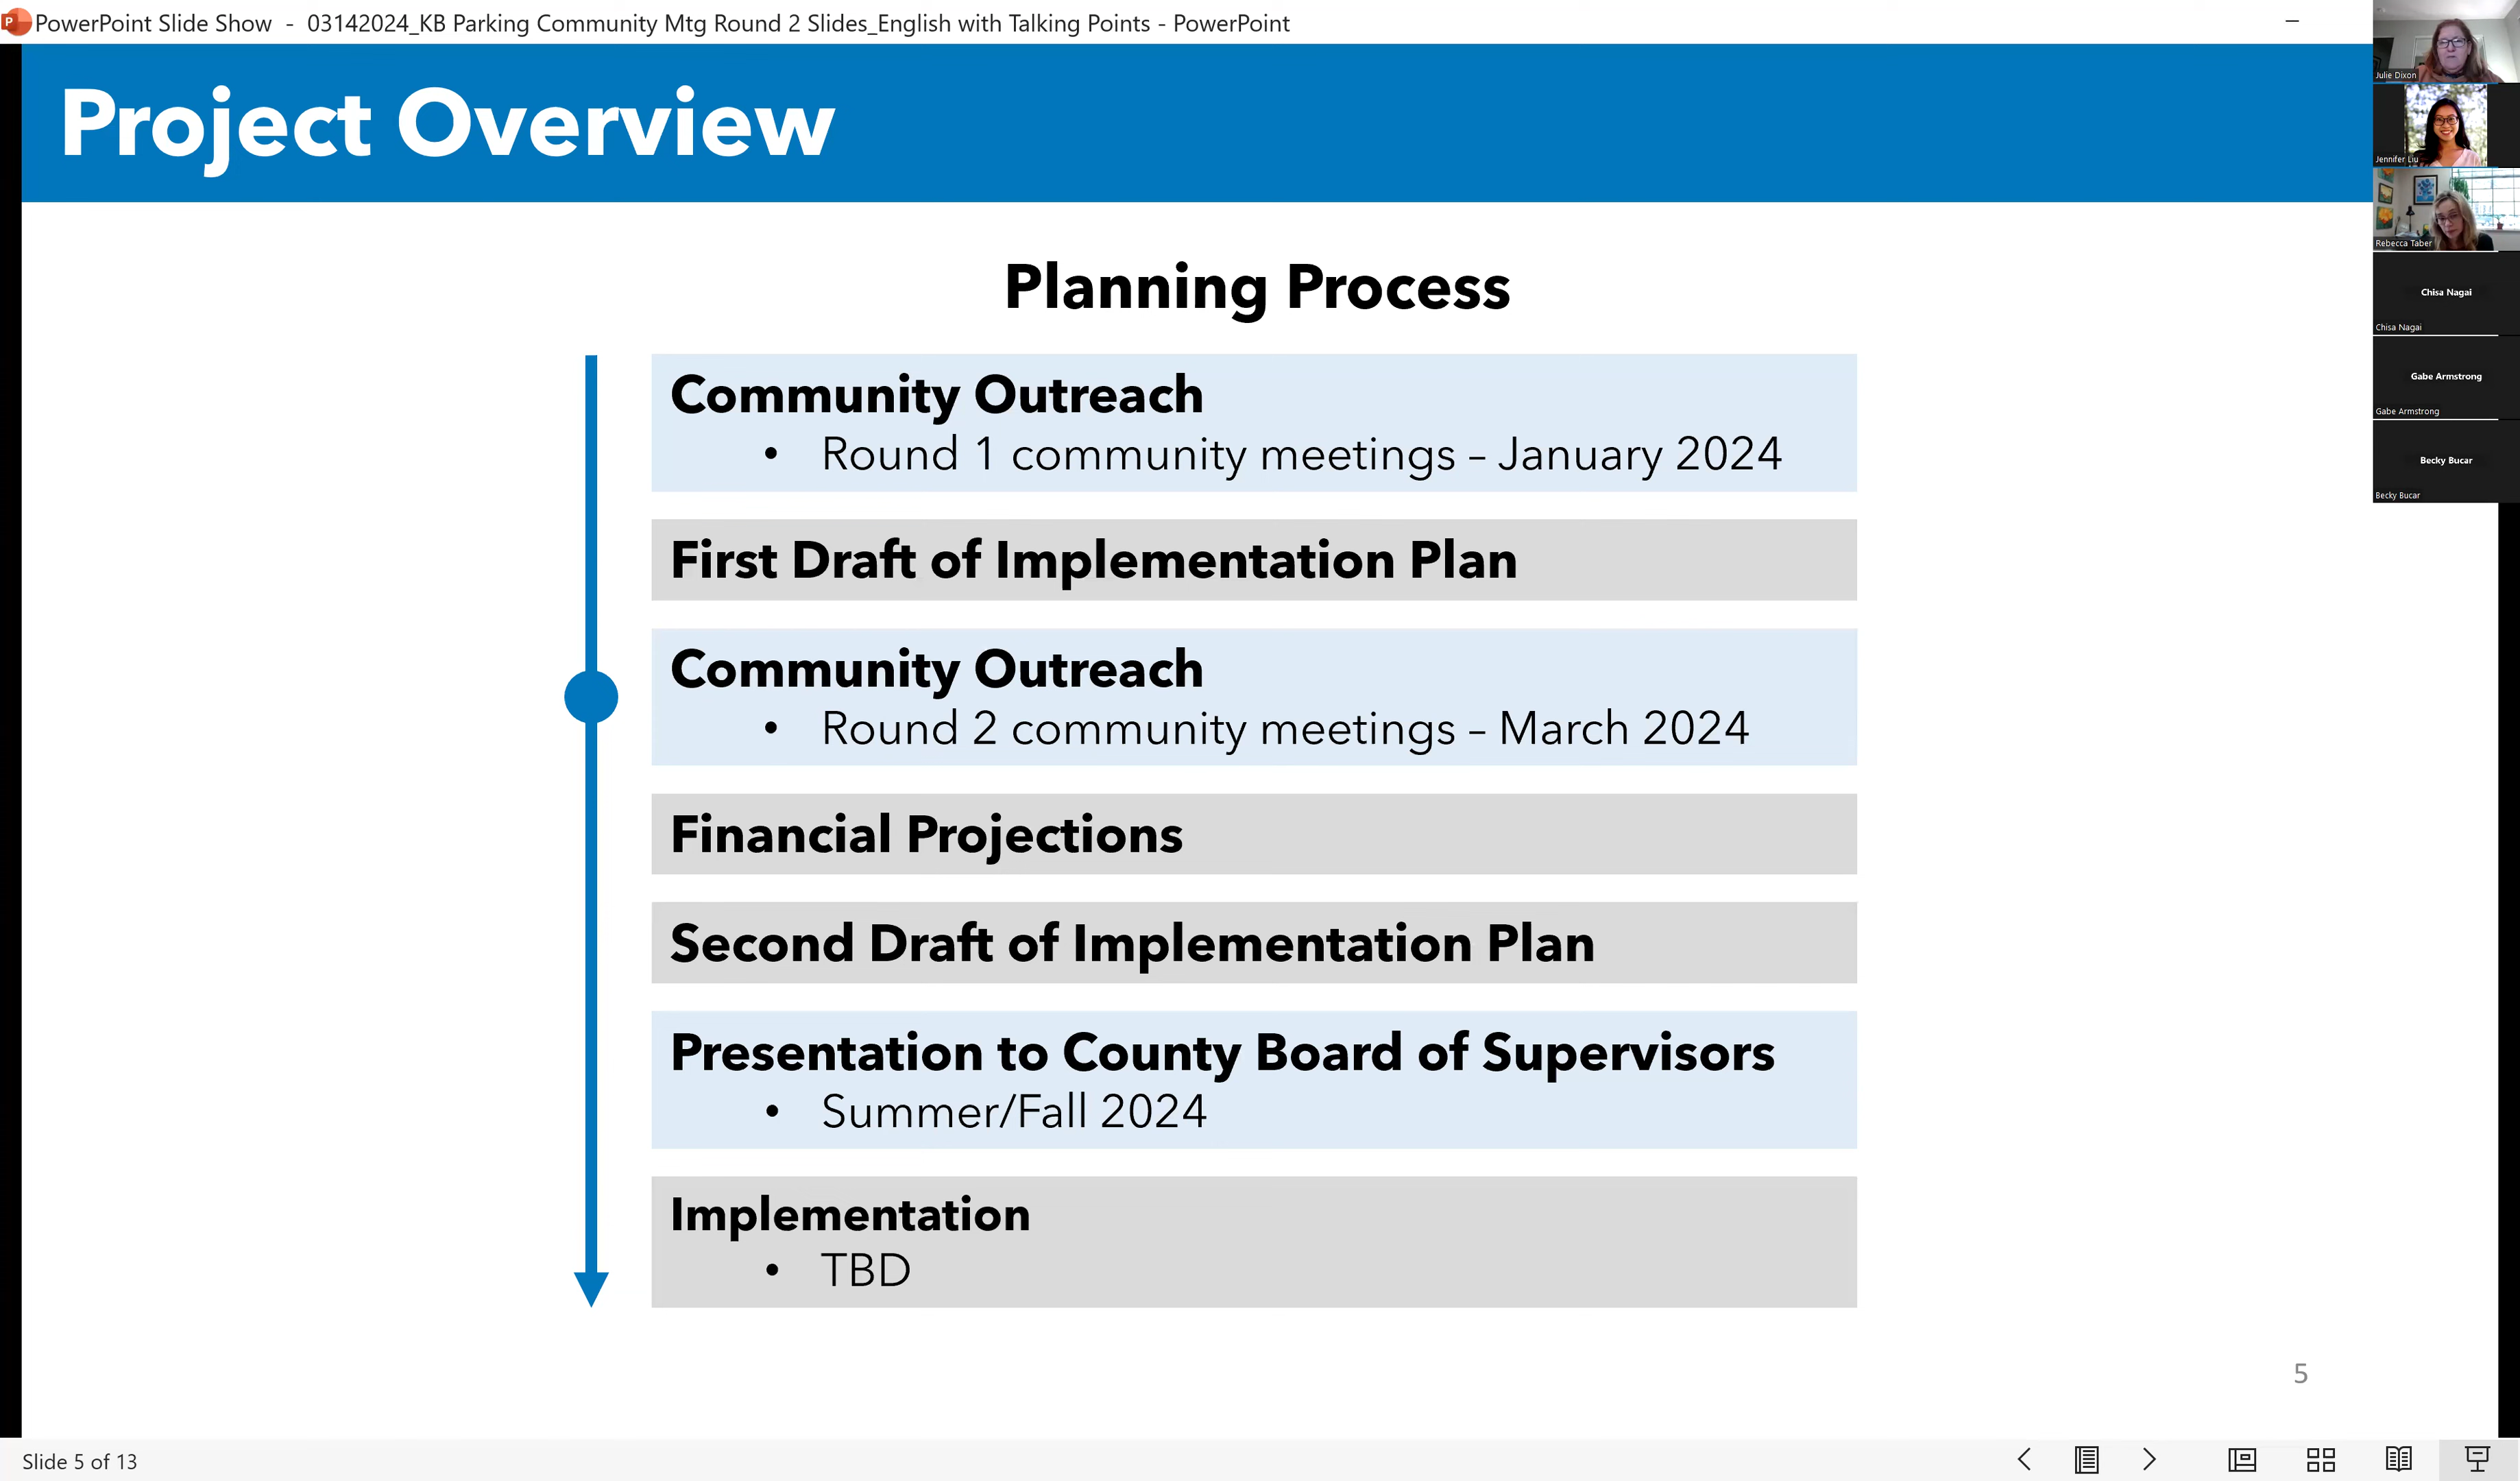 PowerPoint Slide Show - 03142024_KB Parking Community Mtg Round 2 Slides_English with Talking Points - PowerPoint
Project Overview
Planning Process
Community Outreach
• Round 1 community meetings – January 2024
First Draft of Implementation Plan
Community Outreach
• Round 2 community meetings – March 2024
Financial Projections
Second Draft of Implementation Plan
Presentation to County Board of Supervisors
• Summer/Fall 2024
Implementation
• TBD
5
Slide 5 of 13
Julie Dixon
Jennifer Liu
Rebecca Taber
Chisa Nagai
Chisa Nagai
Gabe Armstrong
Gabe Armstrong
Becky Bucar
Becky Bucar